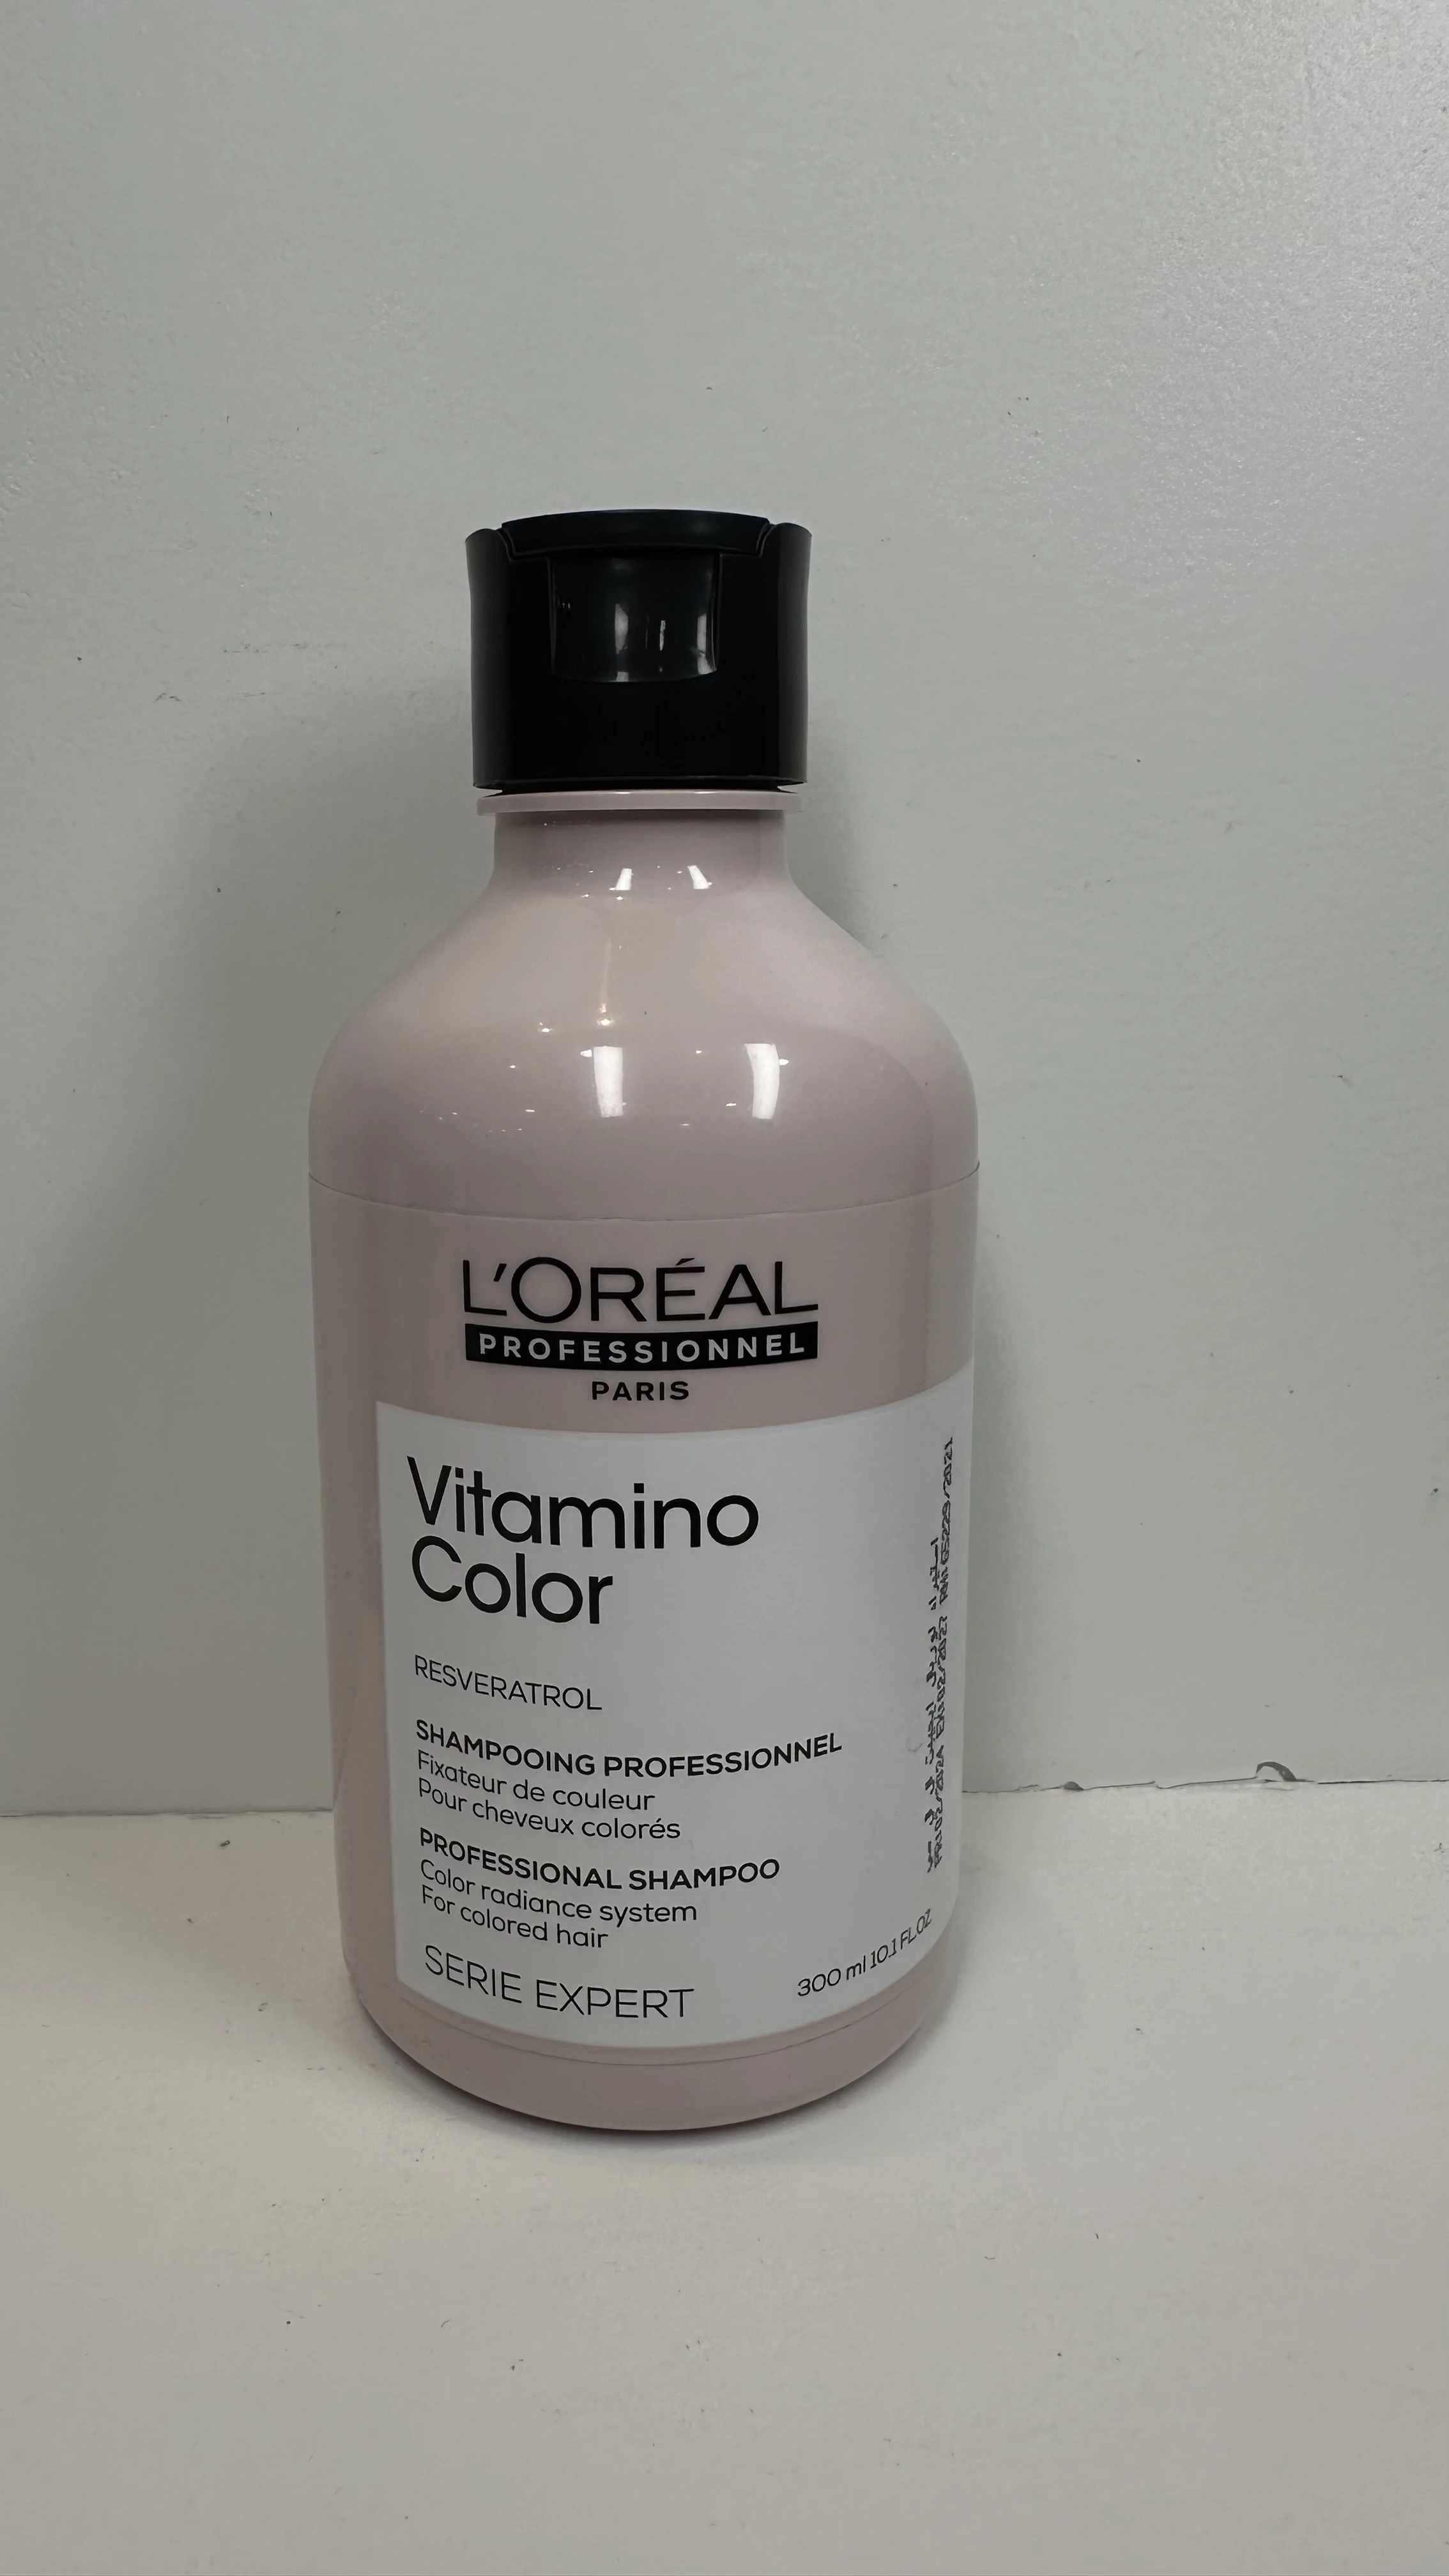 L'ORÉAL
PROFESSIONNEL
PARIS
Vitamino
Color
RESVERATROL
SHAMPOOING PROFESSIONNEL
Fixateur de couleur
Pour cheveux colorés
PROFESSIONAL SHAMPOO
Color radiance system
For colored hair
SERIE EXPERT
300 ml 10.1 FL.OZ